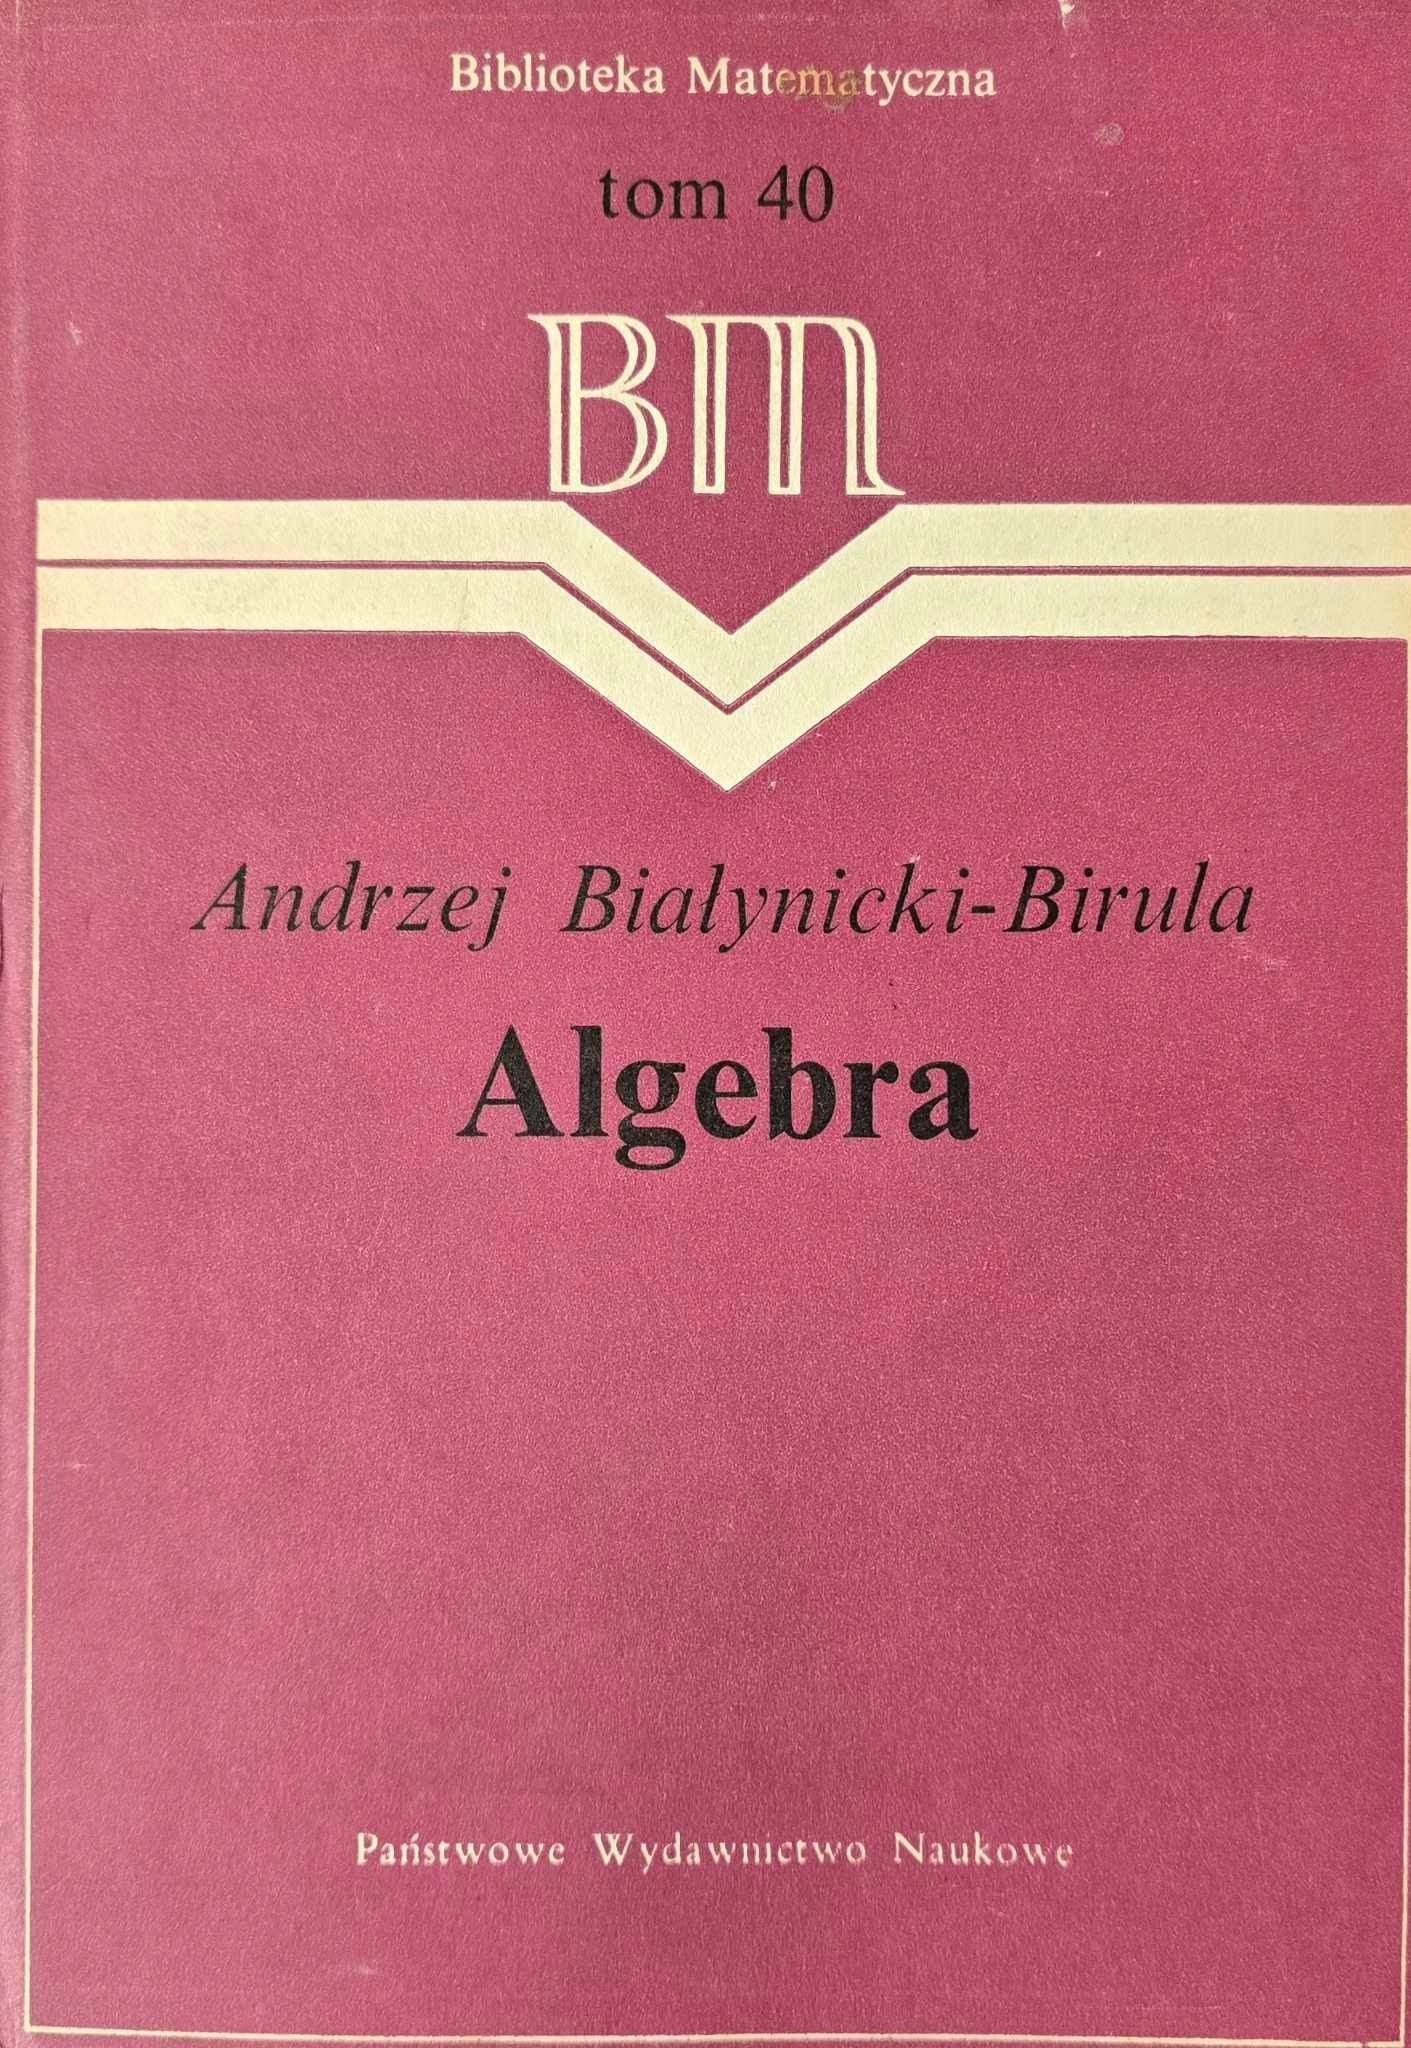 Biblioteka Matematyczna
tom 40
BM
Andrzej Białynicki-Birula
Algebra
Państwowe Wydawnictwo Naukowe